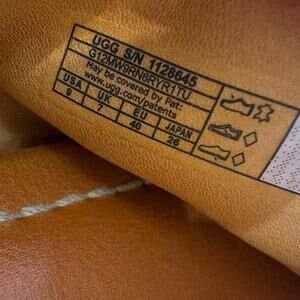 UGG S/N 1128645
G12MW9RN6RYR1TU
May be covered by Pat:
www.ugg.com/patents
USA UK EU JAPAN
9 7 40 26